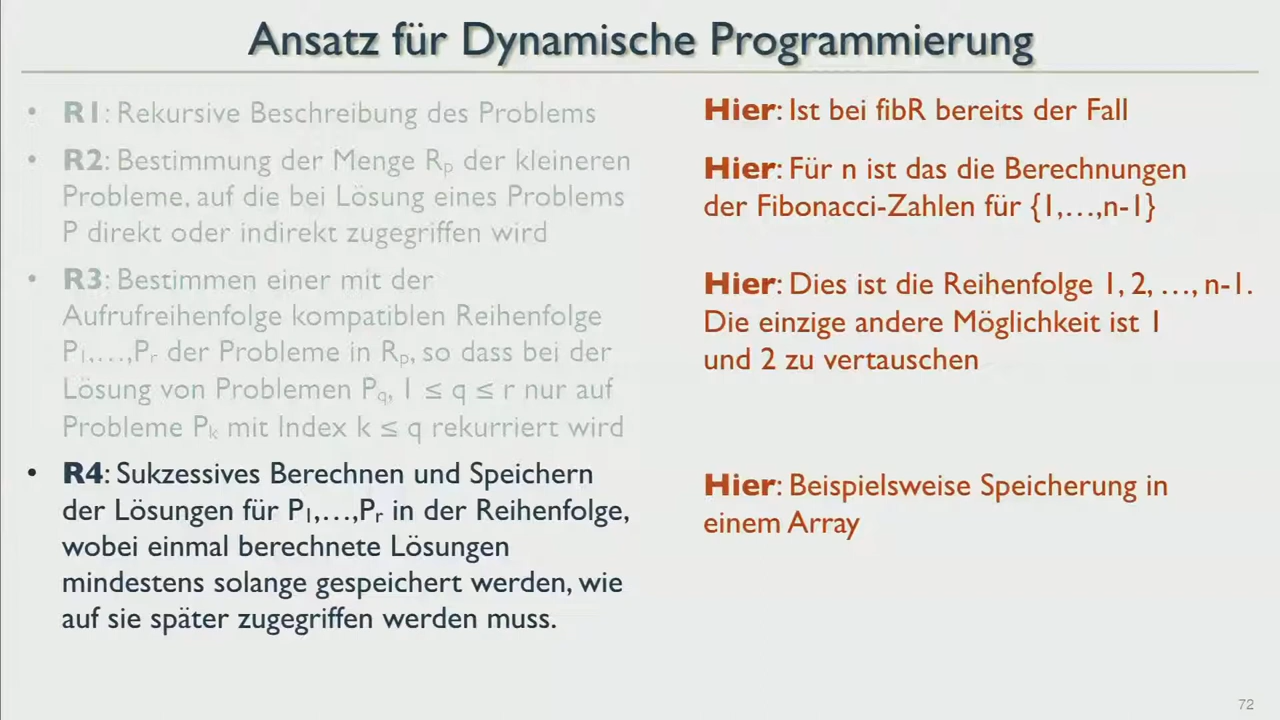 Ansatz für Dynamische Programmierung
• R1: Rekursive Beschreibung des Problems
Hier: Ist bei fibR bereits der Fall
• R2: Bestimmung der Menge Rp der kleineren
Probleme, auf die bei Lösung eines Problems
P direkt oder indirekt zugegriffen wird
Hier: Für n ist das die Berechnungen
der Fibonacci-Zahlen für {1,…,n-1}
• R3: Bestimmen einer mit der
Aufrufreihenfolge kompatiblen Reihenfolge
P1,…,Pr der Probleme in Rp, so dass bei der
Lösung von Problemen Pq, 1 ≤ q ≤ r nur auf
Probleme Pk mit Index k ≤ q rekurriert wird
Hier: Dies ist die Reihenfolge 1, 2, …, n-1.
Die einzige andere Möglichkeit ist 1
und 2 zu vertauschen
• R4: Sukzessives Berechnen und Speichern
der Lösungen für P1,…,Pr in der Reihenfolge,
wobei einmal berechnete Lösungen
mindestens solange gespeichert werden, wie
auf sie später zugegriffen werden muss.
Hier: Beispielsweise Speicherung in
einem Array
72